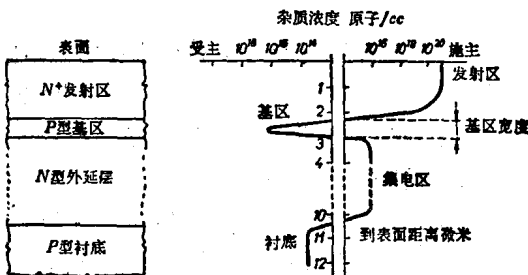 表面
N⁺发射区
P型基区
N型外延层
P型衬底
杂质浓度 原子/cc
受主 10¹⁸ 10¹⁶ 10¹⁴ 10¹⁶ 10¹⁸ 10²⁰ 施主
发射区
1
2
基区
基区宽度
3
4
集电区
10
衬底
11
到表面距离微米
12